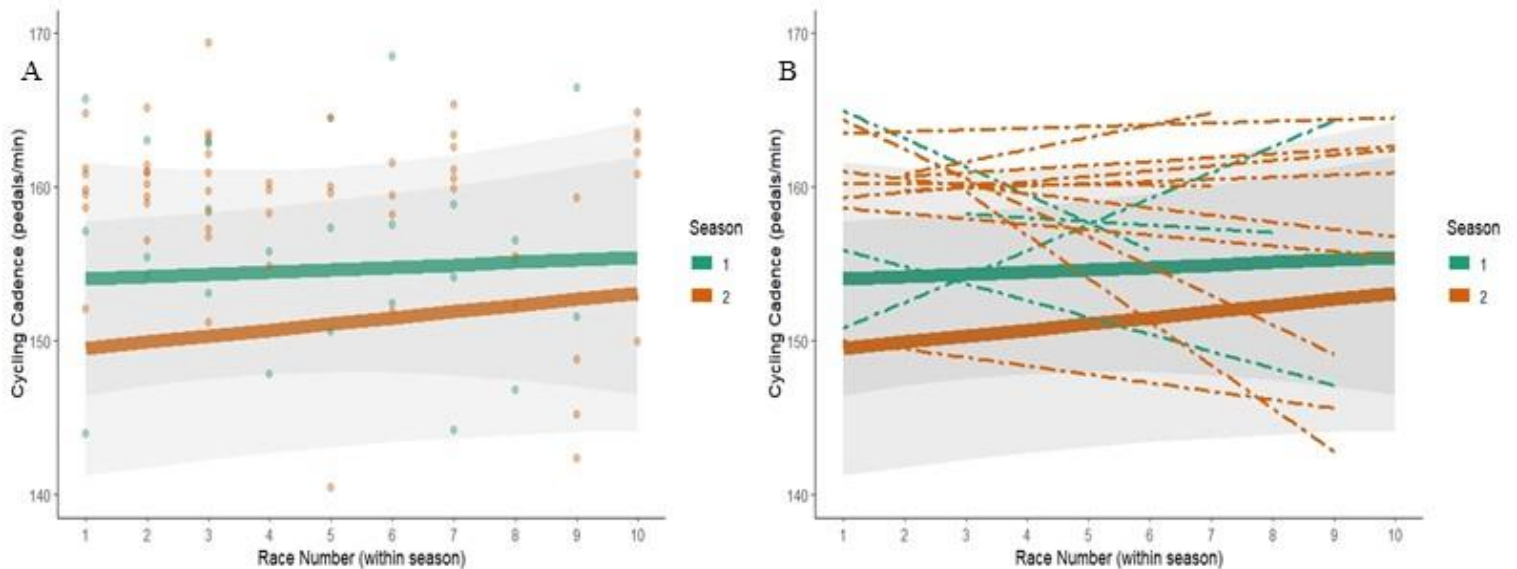 A
170
160
150
140
Cycling Cadence (pedals/min)
1 2 3 4 5 6 7 8 9 10
Race Number (within season)
Season
1
2
B
170
160
150
140
Cycling Cadence (pedals/min)
1 2 3 4 5 6 7 8 9 10
Race Number (within season)
Season
1
2